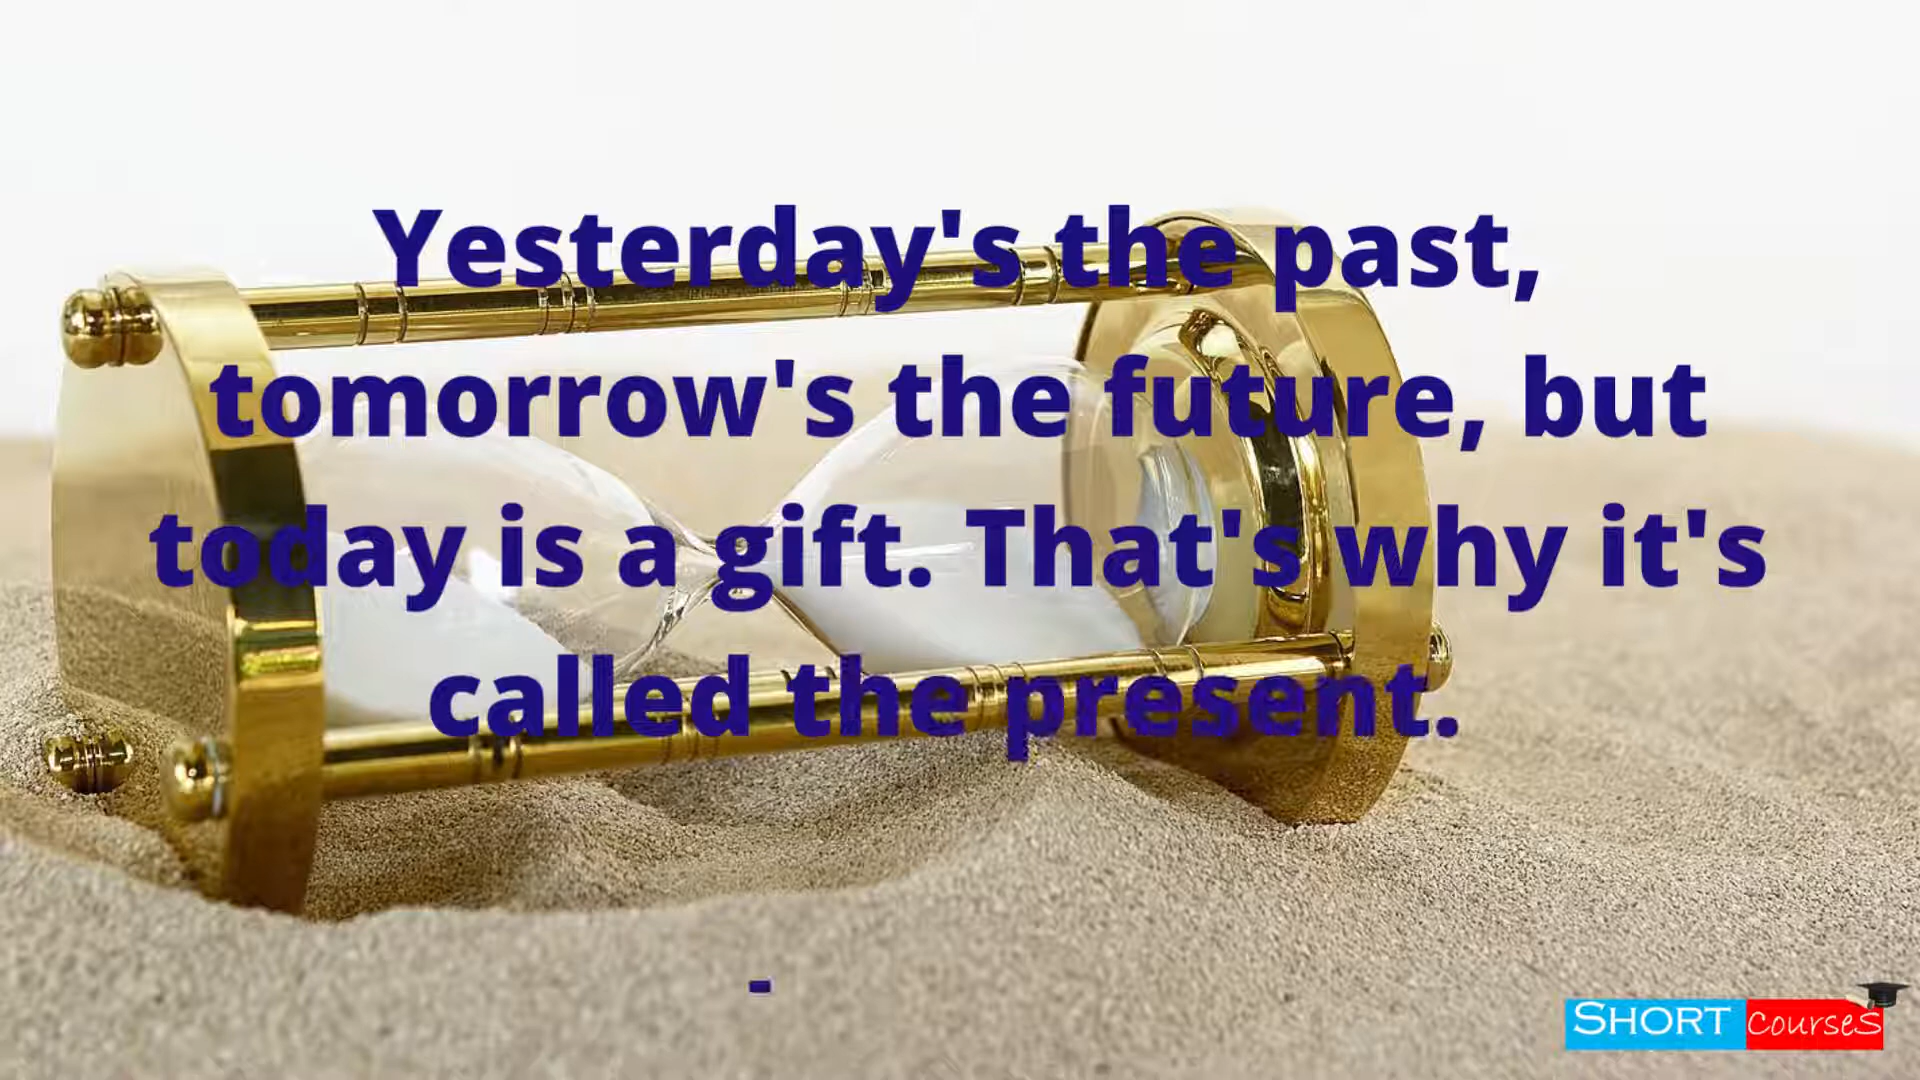 Yesterday's the past,
tomorrow's the future, but
today is a gift. That's why it's
called the present.
-
SHORT CourseS